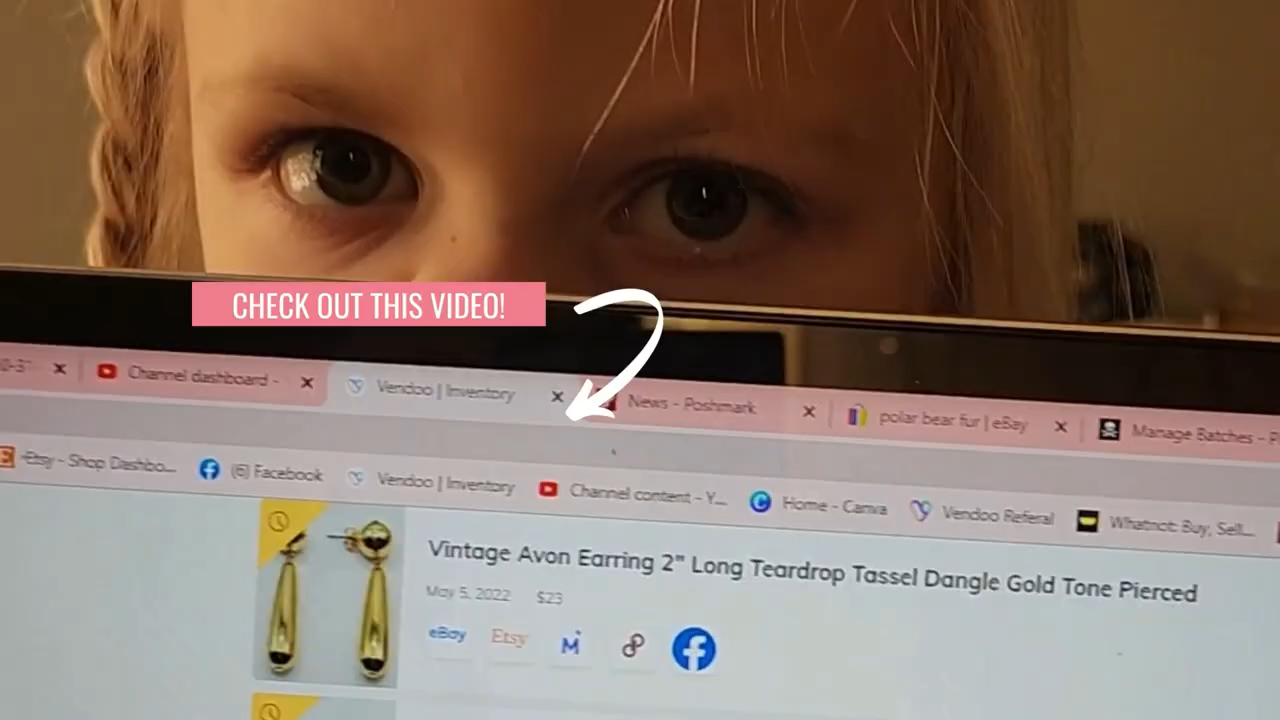 CHECK OUT THIS VIDEO!
Channel dashboard -
Vendoo | Inventory
News - Poshmark
polar bear fur | eBay
Manage Batches - P
Etsy - Shop Dashbo...
(6) Facebook
Vendoo | Inventory
Channel content - Y...
Home - Canva
Vendoo Referal
Whatnot: Buy, Sell...
Vintage Avon Earring 2" Long Teardrop Tassel Dangle Gold Tone Pierced
May 5, 2022 $23
eBay Etsy M